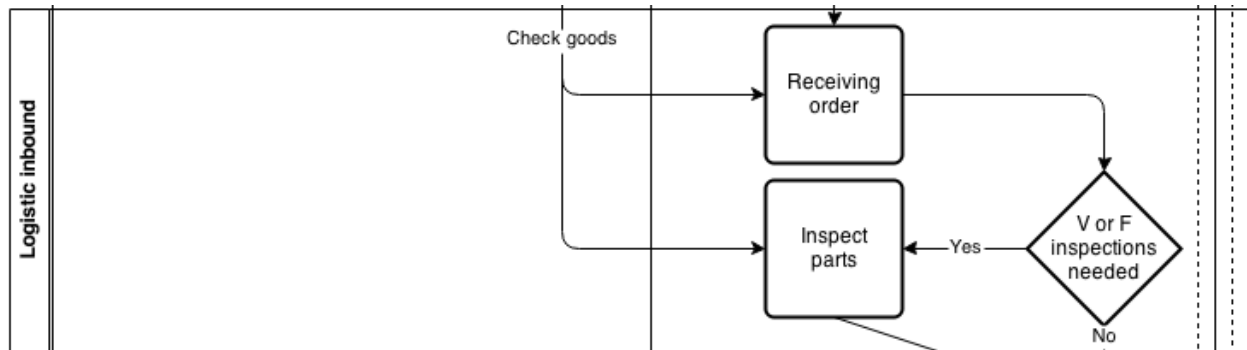 Logistic inbound
Check goods
Receiving
order
Inspect
parts
Yes
V or F
inspections
needed
No